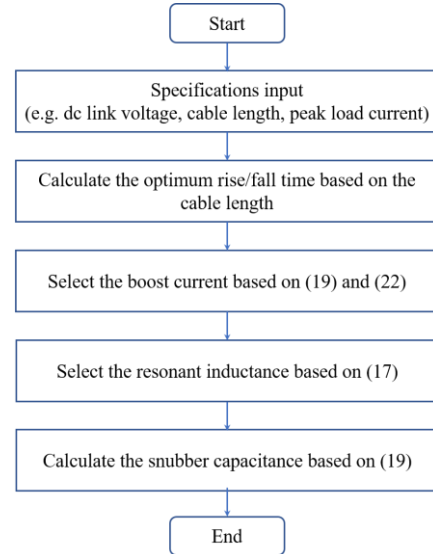 Start
Specifications input
(e.g. dc link voltage, cable length, peak load current)
Calculate the optimum rise/fall time based on the
cable length
Select the boost current based on (19) and (22)
Select the resonant inductance based on (17)
Calculate the snubber capacitance based on (19)
End